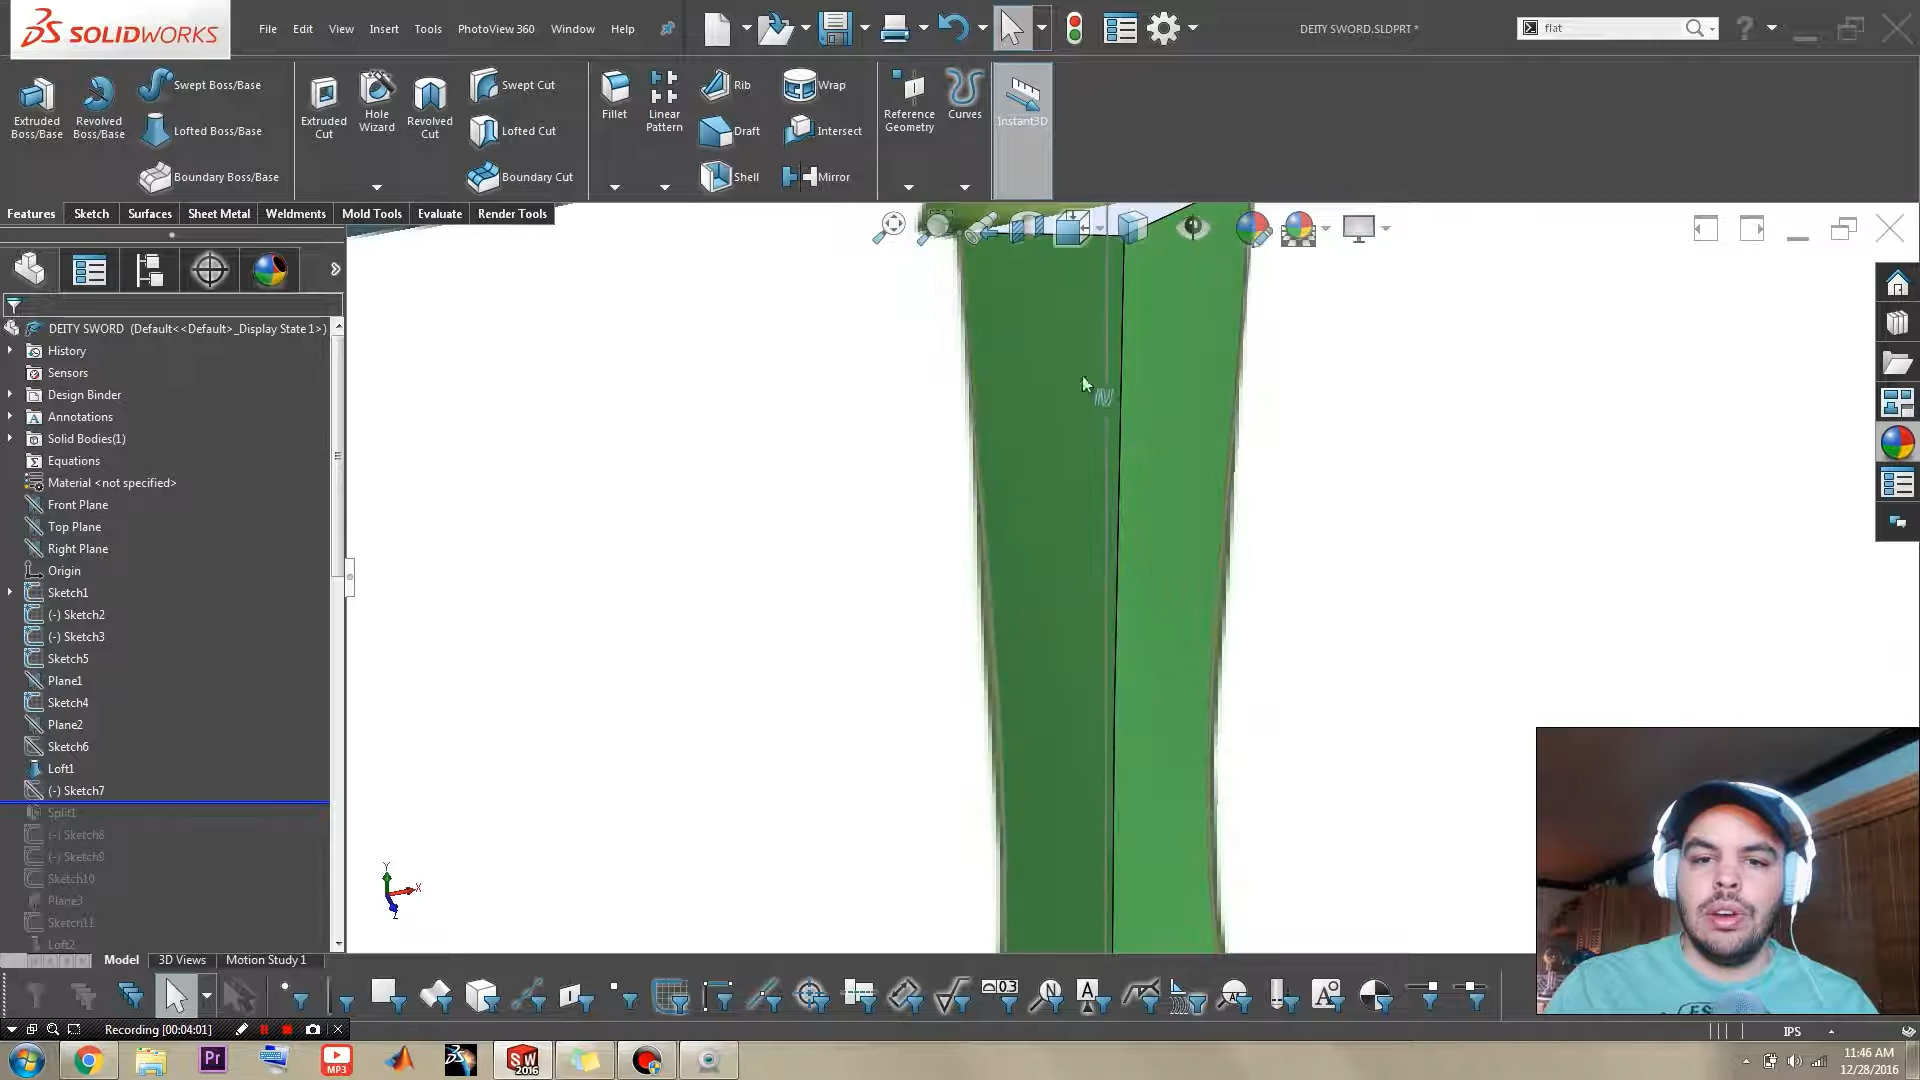 SOLIDWORKS
File Edit View Insert Tools PhotoView 360 Window Help
DEITY SWORD.SLDPRT *
flat
Extruded Boss/Base
Revolved Boss/Base
Swept Boss/Base
Lofted Boss/Base
Boundary Boss/Base
Extruded Cut
Hole Wizard
Revolved Cut
Swept Cut
Lofted Cut
Boundary Cut
Fillet
Linear Pattern
Rib
Draft
Shell
Wrap
Intersect
Mirror
Reference Geometry
Curves
Instant3D
Features Sketch Surfaces Sheet Metal Weldments Mold Tools Evaluate Render Tools
DEITY SWORD (Default<<Default>_Display State 1>)
History
Sensors
Design Binder
Annotations
Solid Bodies(1)
Equations
Material <not specified>
Front Plane
Top Plane
Right Plane
Origin
Sketch1
(-) Sketch2
(-) Sketch3
Sketch5
Plane1
Sketch4
Plane2
Sketch6
Loft1
(-) Sketch7
Split1
(-) Sketch8
(-) Sketch9
Sketch10
Plane3
Sketch11
Loft2
Y
X
Z
Model 3D Views Motion Study 1
Recording [00:04:01]
IPS
Pr
MP3
SW
2016
11:46 AM
12/28/2016